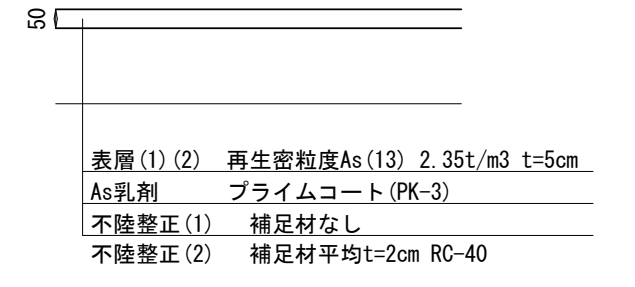 50
表層(1)(2) 再生密粒度As(13) 2.35t/m3 t=5cm
As乳剤 プライムコート(PK-3)
不陸整正(1) 補足材なし
不陸整正(2) 補足材平均t=2cm RC-40